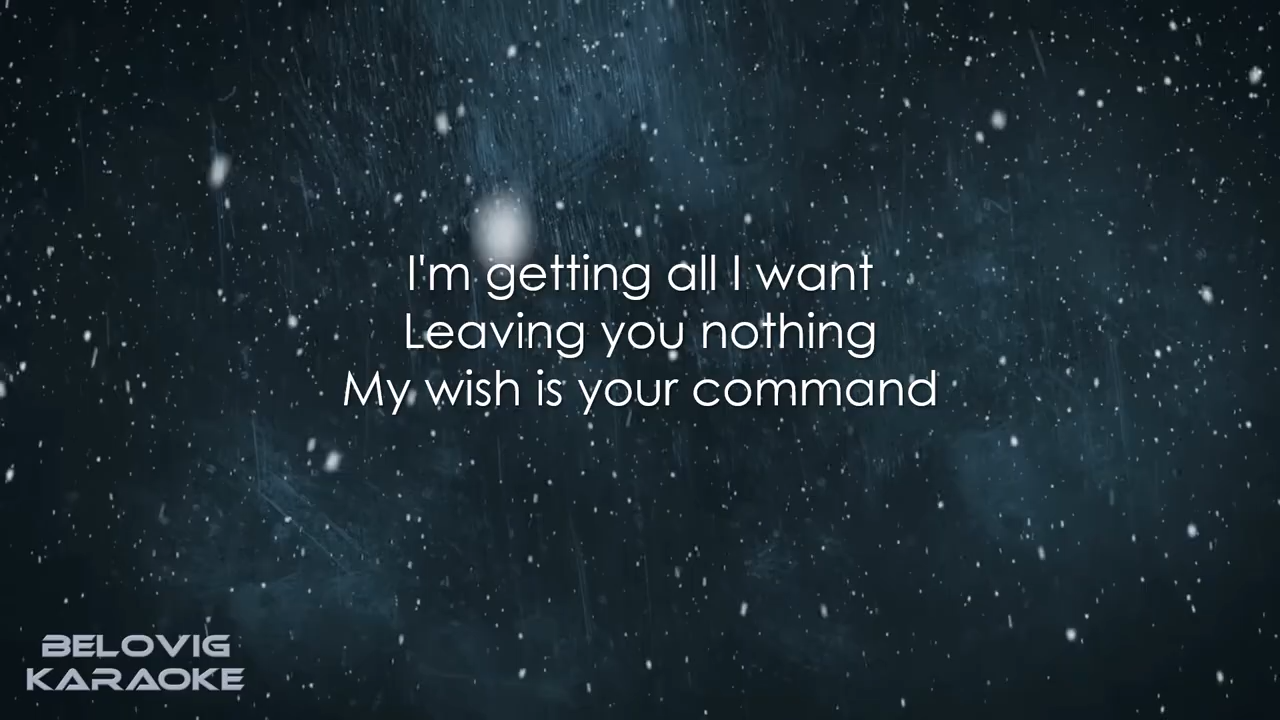 I'm getting all I want
Leaving you nothing
My wish is your command
BELOVIG
KARAOKE